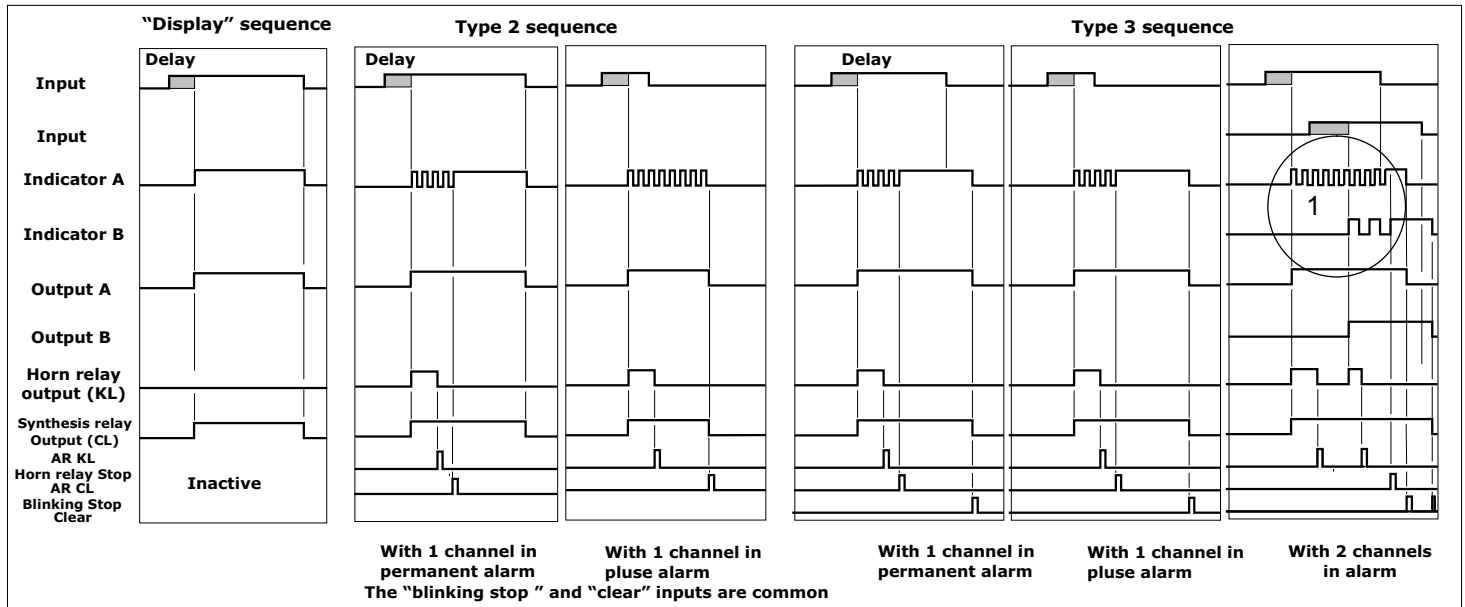 “Display” sequence
Type 2 sequence
Type 3 sequence
Delay
Delay
Delay
Input
Input
Indicator A
1
Indicator B
Output A
Output B
Horn relay
output (KL)
Synthesis relay
Output (CL)
AR KL
Horn relay Stop
AR CL
Blinking Stop
Clear
Inactive
With 1 channel in
permanent alarm
With 1 channel in
pluse alarm
With 1 channel in
permanent alarm
With 1 channel in
pluse alarm
With 2 channels
in alarm
The “blinking stop ” and “clear” inputs are common